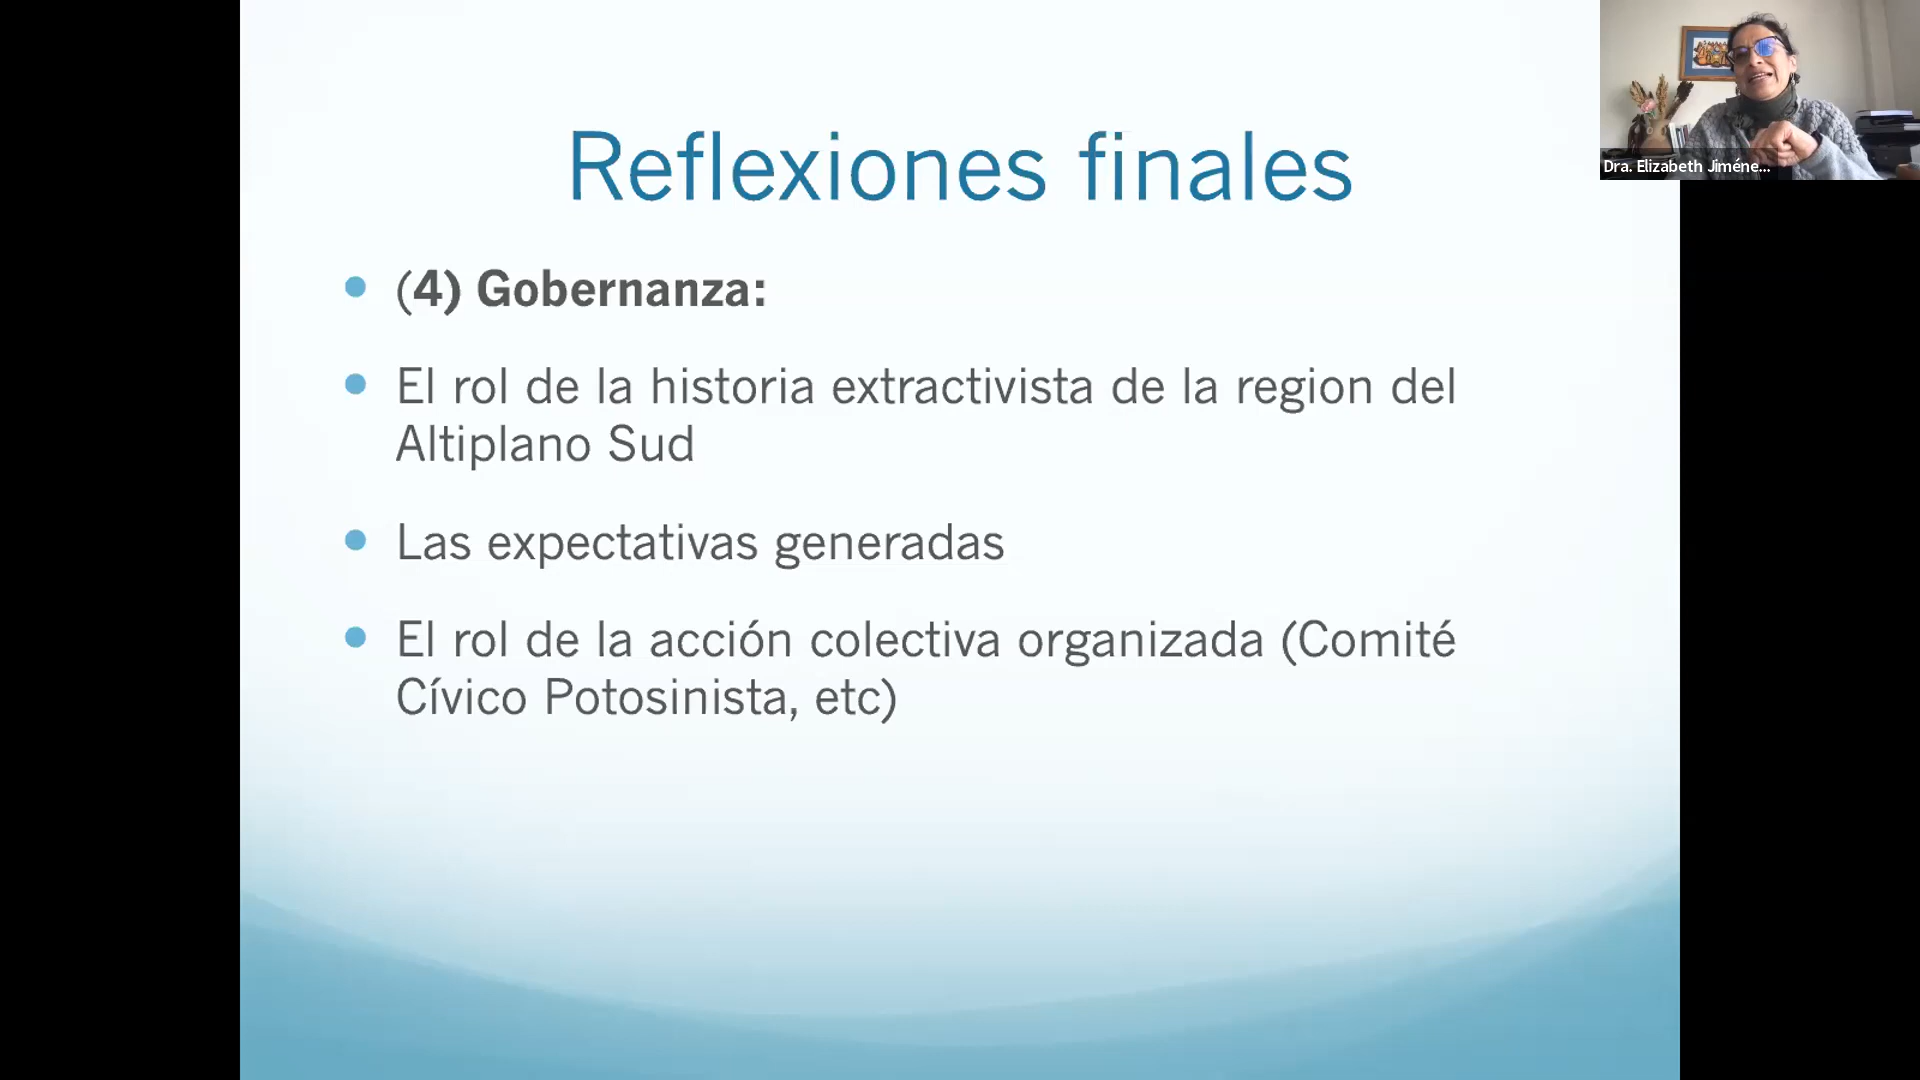 Reflexiones finales
(4) Gobernanza:
El rol de la historia extractivista de la region del
Altiplano Sud
Las expectativas generadas
El rol de la acción colectiva organizada (Comité
Cívico Potosinista, etc)
Dra. Elizabeth Jiméne...